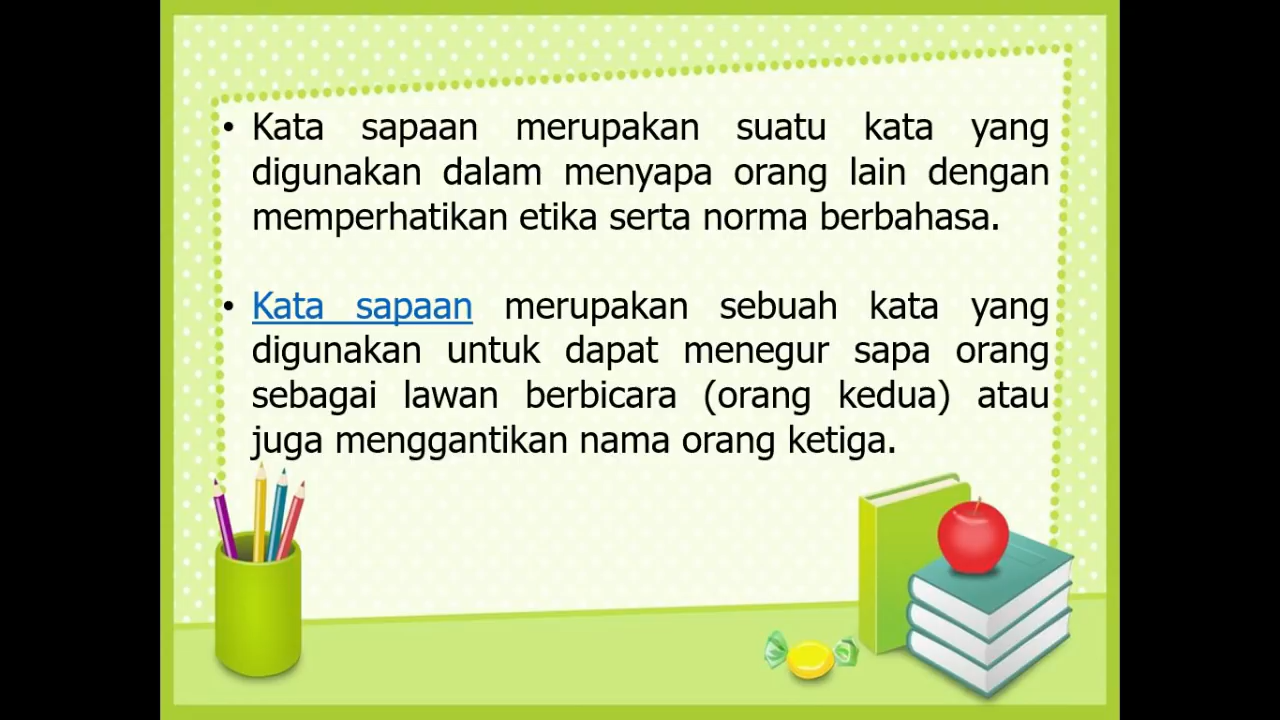 • Kata sapaan merupakan suatu kata yang
digunakan dalam menyapa orang lain dengan
memperhatikan etika serta norma berbahasa.
• Kata sapaan merupakan sebuah kata yang
digunakan untuk dapat menegur sapa orang
sebagai lawan berbicara (orang kedua) atau
juga menggantikan nama orang ketiga.